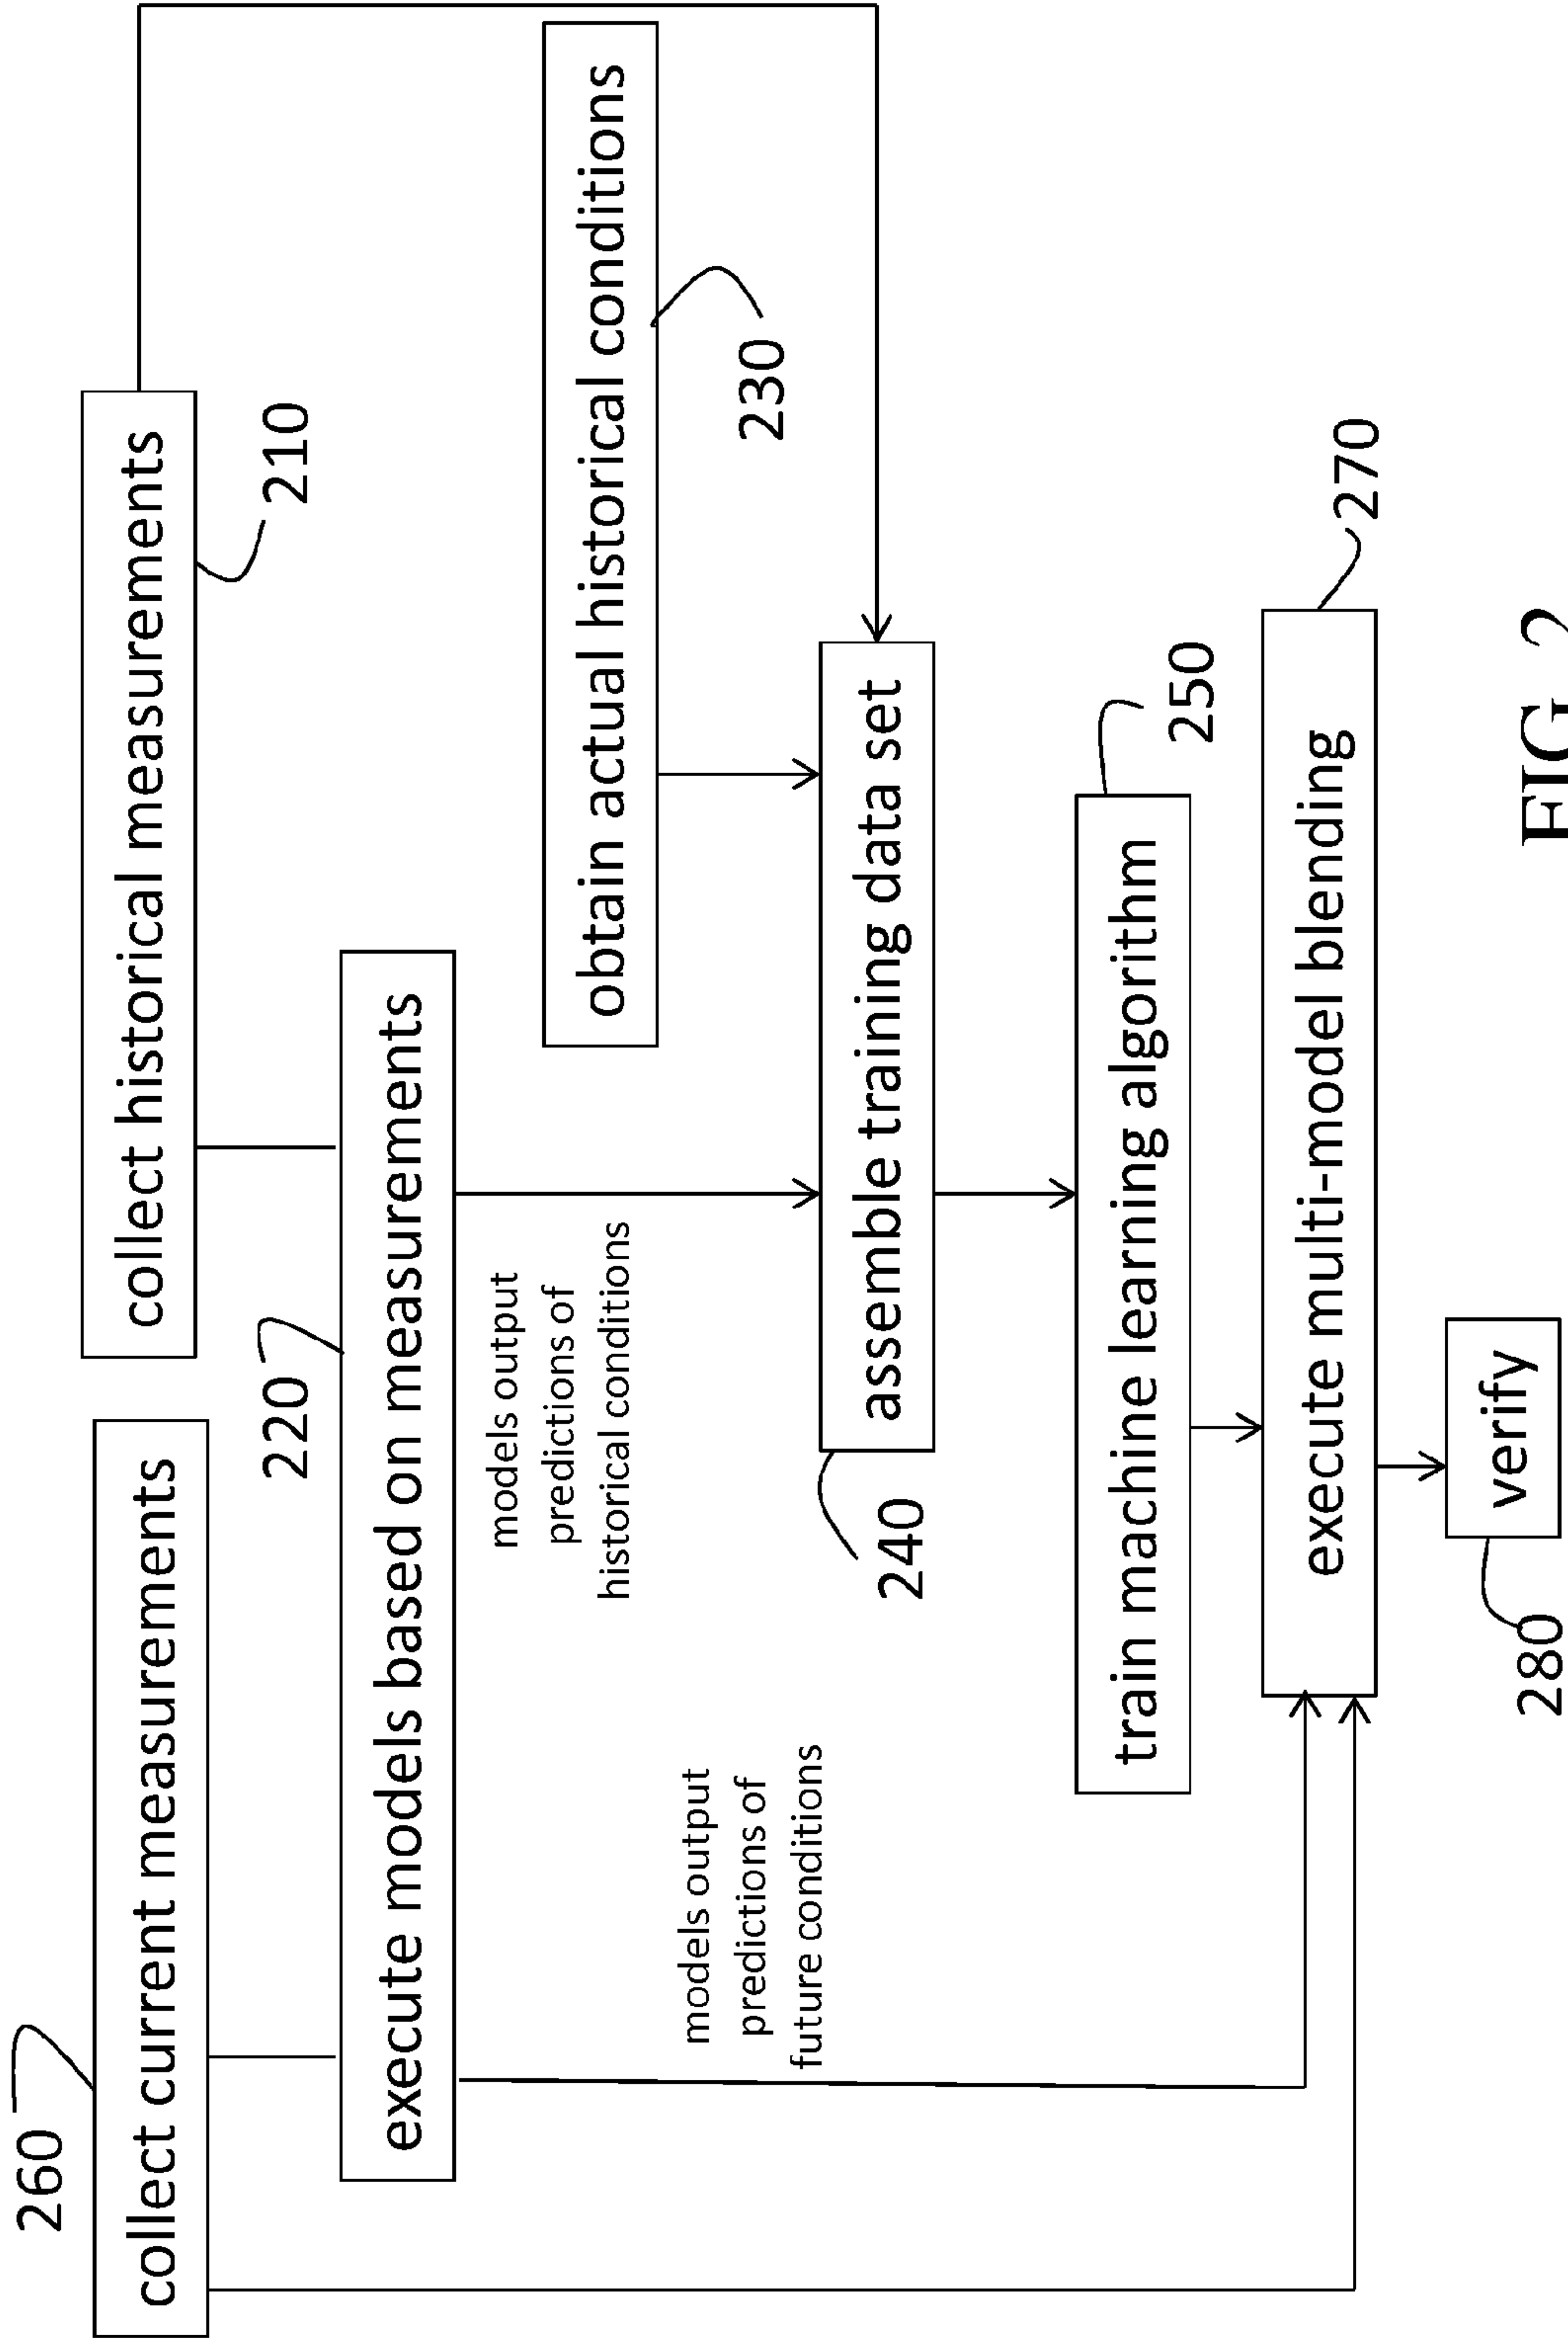 260
collect current measurements
collect historical measurements
210
220
execute models based on measurements
models output
predictions of
historical conditions
obtain actual historical conditions
230
models output
predictions of
future conditions
assemble training data set
240
train machine learning algorithm
250
execute multi-model blending
270
verify
280
FIG. 2